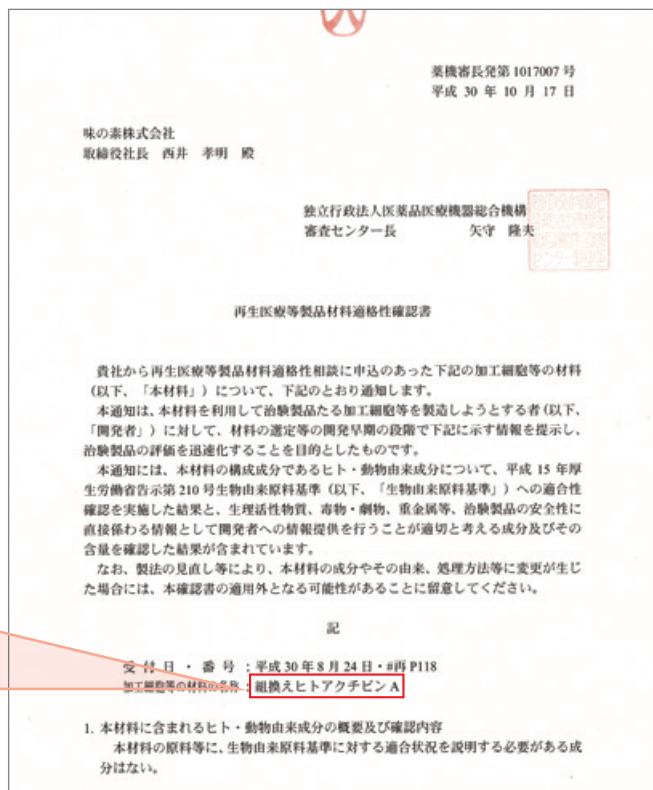 薬機審長発第1017007号
平成 30 年 10 月 17 日
味の素株式会社
取締役社長 西井 孝明 殿
独立行政法人医薬品医療機器総合機構
審査センター長 矢守 隆夫
再生医療等製品材料適格性確認書
貴社から再生医療等製品材料適格性相談に申込のあった下記の加工細胞等の材料
(以下、「本材料」)について、下記のとおり通知します。
本通知は、本材料を利用して治験製品たる加工細胞等を製造しようとする者(以下、
「開発者」)に対して、材料の選定等の開発早期の段階で下記に示す情報を提示し、
治験製品の評価を迅速化することを目的としたものです。
本通知には、本材料の構成成分であるヒト・動物由来成分について、平成 15 年厚
生労働省告示第 210 号生物由来原料基準(以下、「生物由来原料基準」)への適合性
確認を実施した結果と、生理活性物質、毒物・劇物、重金属等、治験製品の安全性に
直接係わる情報として開発者への情報提供を行うことが適切と考える成分及びその
含量を確認した結果が含まれています。
なお、製法の見直し等により、本材料の成分やその由来、処理方法等に変更が生じ
た場合には、本確認書の適用外となる可能性があることに留意してください。
記
受 付 日 ・ 番 号 : 平成 30 年 8 月 24 日・#再 P118
加工細胞等の材料の名称 : 組換えヒトアクチビン A
1. 本材料に含まれるヒト・動物由来成分の概要及び確認内容
本材料の原料等に、生物由来原料基準に対する適合状況を説明する必要がある成
分はない。